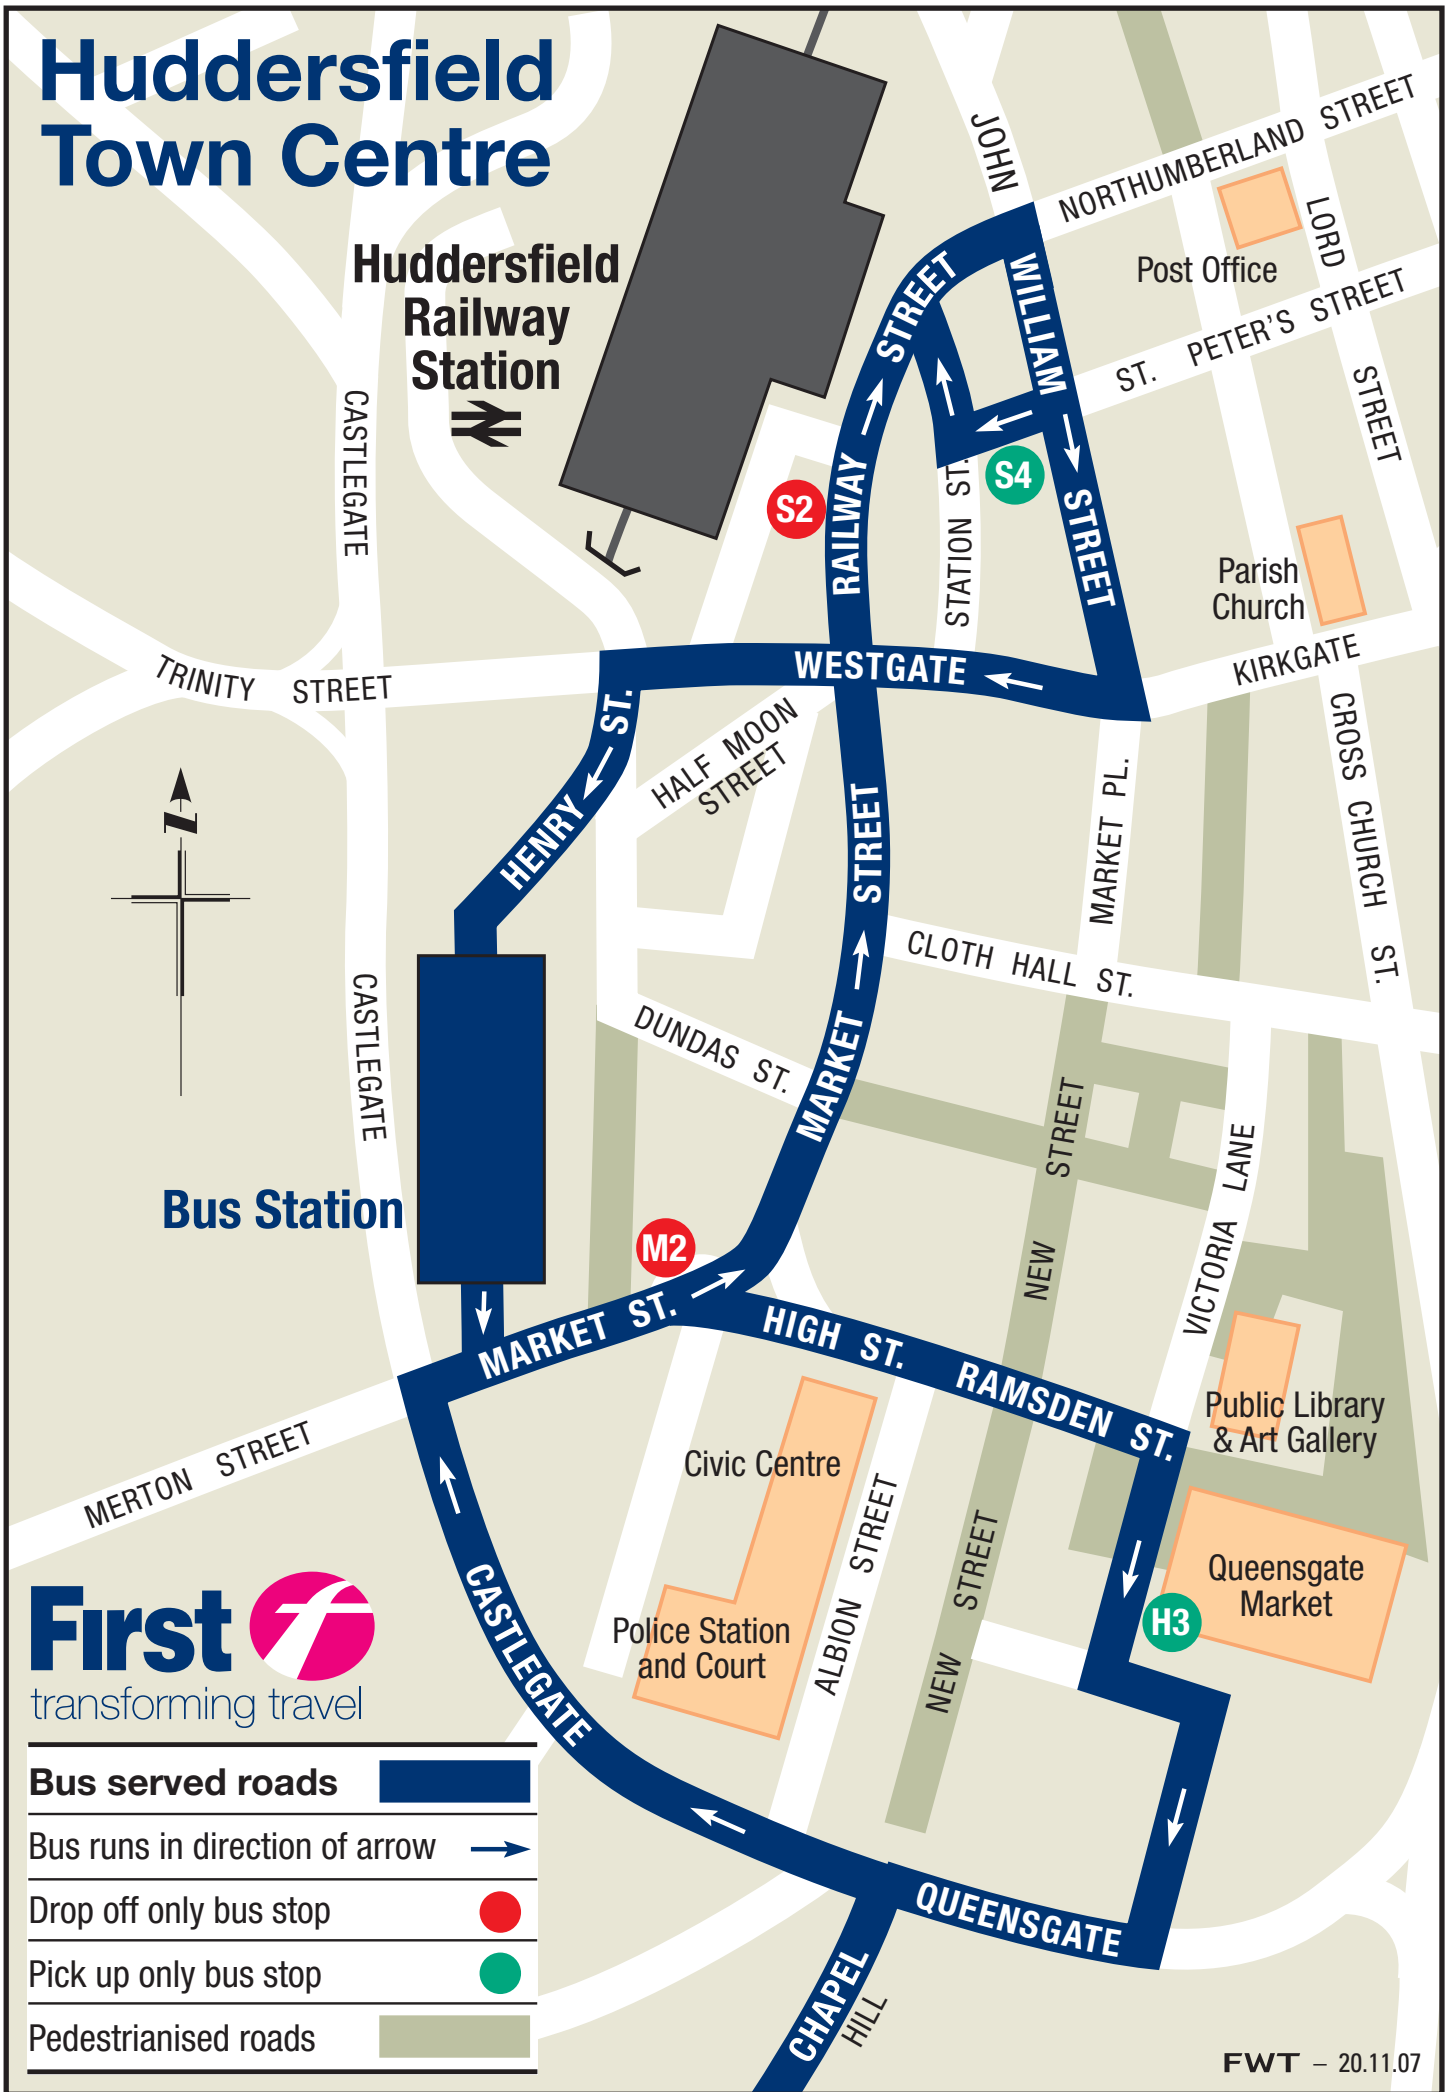 Huddersfield
Town Centre
Huddersfield
Railway
Station
JOHN
WILLIAM
STREET
NORTHUMBERLAND STREET
LORD
STREET
Post Office
ST. PETER'S STREET
RAILWAY STREET
S2
S4
STATION ST.
CASTLEGATE
Parish
Church
KIRKGATE
TRINITY STREET
WESTGATE
HENRY ST.
HALF MOON
STREET
MARKET PL.
CROSS CHURCH ST.
CLOTH HALL ST.
CASTLEGATE
DUNDAS ST.
MARKET STREET
NEW STREET
VICTORIA LANE
Bus Station
M2
MARKET ST.
HIGH ST.
RAMSDEN ST.
Public Library
& Art Gallery
MERTON STREET
Civic Centre
ALBION STREET
NEW STREET
Queensgate
Market
H3
Police Station
and Court
CASTLEGATE
QUEENSGATE
CHAPEL
HILL
First
transforming travel
Bus served roads
Bus runs in direction of arrow
Drop off only bus stop
Pick up only bus stop
Pedestrianised roads
FWT – 20.11.07